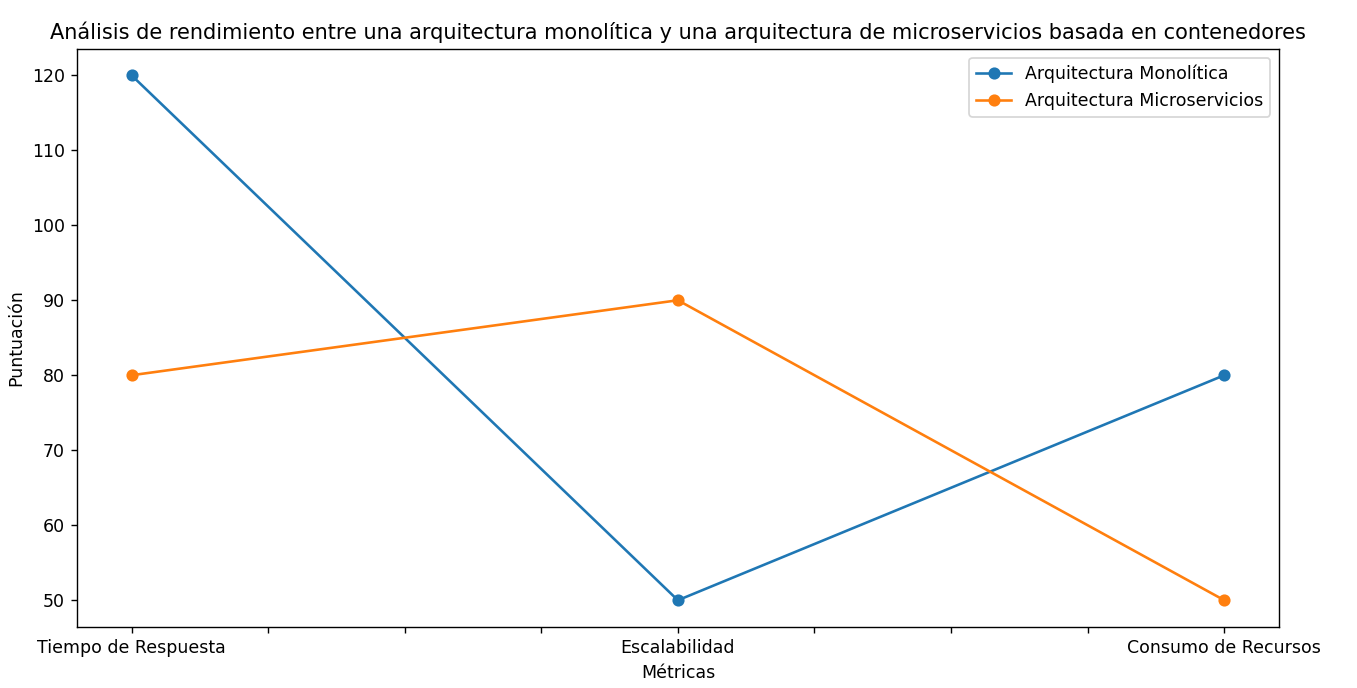 Análisis de rendimiento entre una arquitectura monolítica y una arquitectura de microservicios basada en contenedores
Arquitectura Monolítica
Arquitectura Microservicios
120
110
100
90
80
70
60
50
Puntuación
Tiempo de Respuesta
Escalabilidad
Consumo de Recursos
Métricas